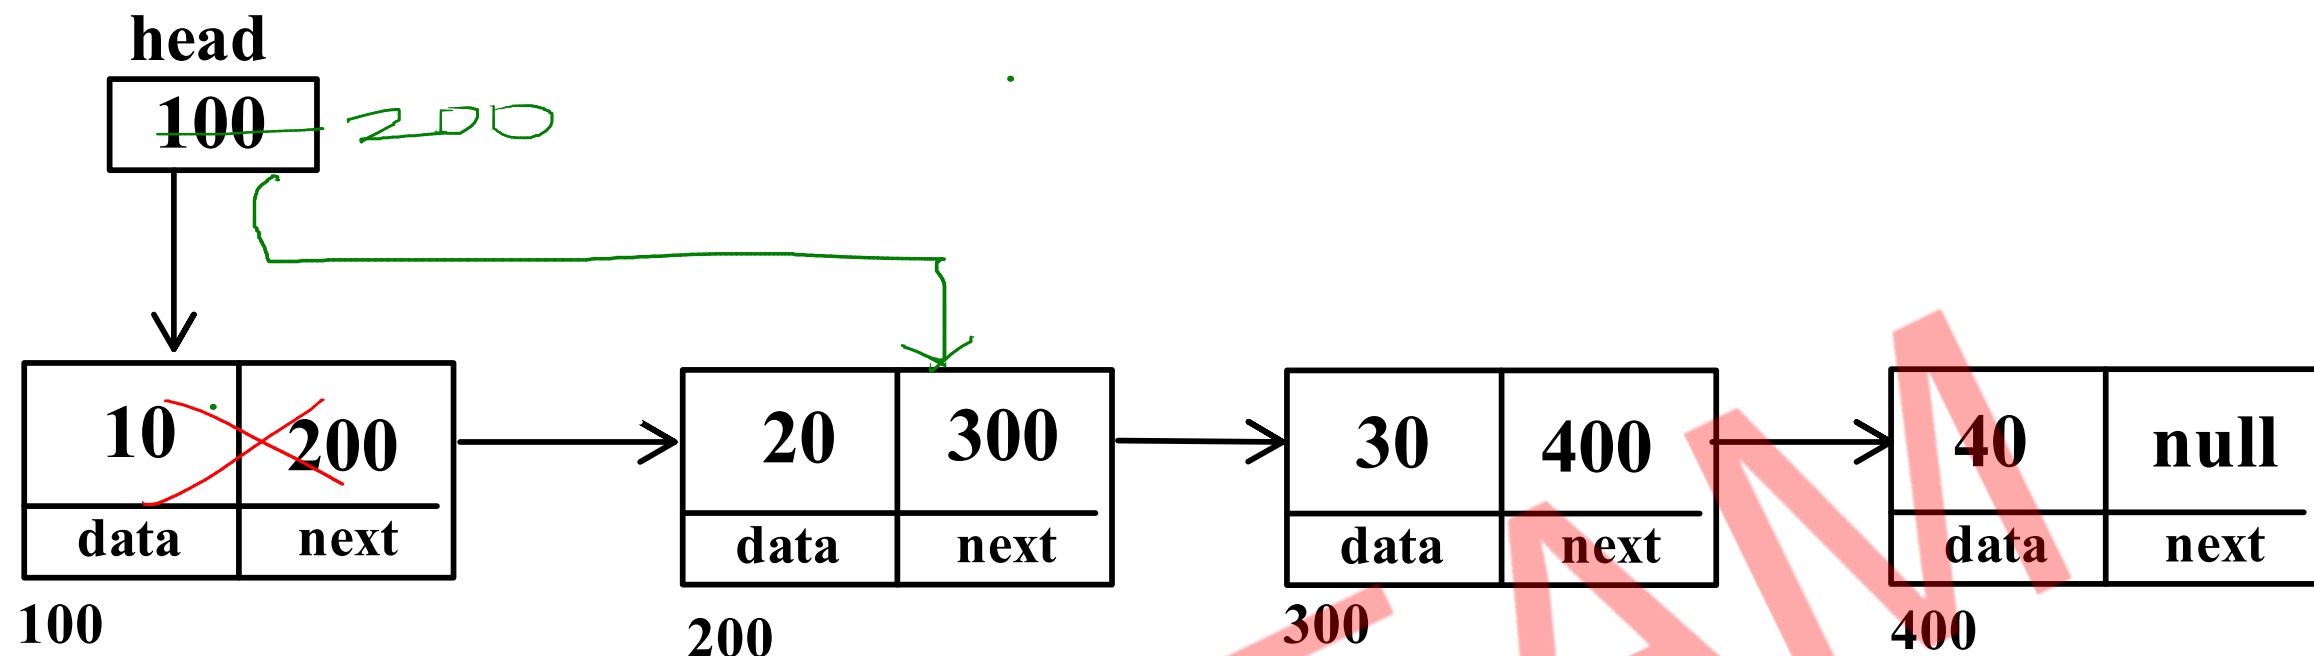 head
100 200
10 200 20 300 30 400 40 null
data next data next data next data next
100 200 300 400